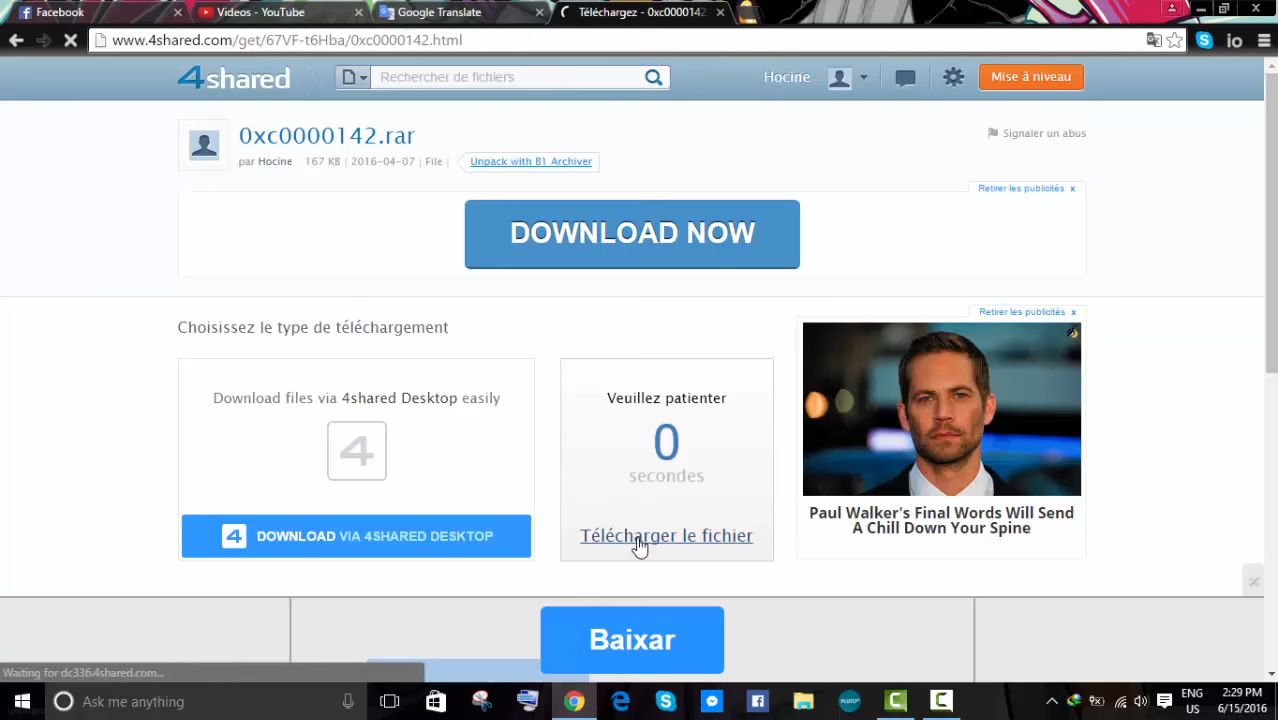 Facebook
Videos - YouTube
Google Translate
Téléchargez - 0xc0000142
www.4shared.com/get/67VF-t6Hba/0xc0000142.html
4shared
Rechercher de fichiers
Hocine
Mise à niveau
0xc0000142.rar
Signaler un abus
par Hocine 167 KB | 2016-04-07 | File |
Unpack with B1 Archiver
Retirer les publicités x
DOWNLOAD NOW
Choisissez le type de téléchargement
Retirer les publicités x
Download files via 4shared Desktop easily
4
4 DOWNLOAD VIA 4SHARED DESKTOP
Veuillez patienter
0
secondes
Télécharger le fichier
Paul Walker's Final Words Will Send
A Chill Down Your Spine
Baixar
Waiting for dc336.4shared.com...
Ask me anything
ENG
US
2:29 PM
6/15/2016